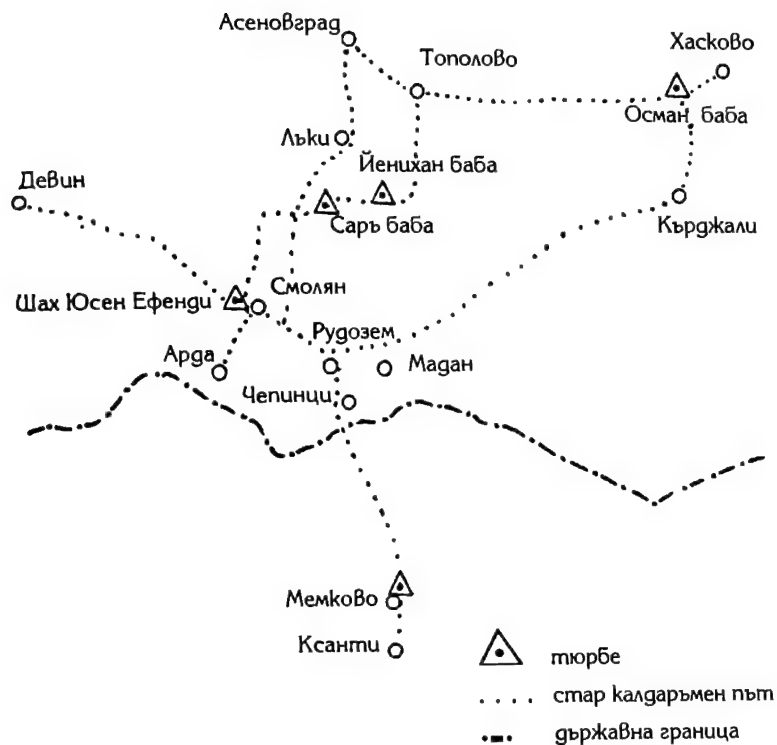 Асеновград
Хасково
Тополово
Осман баба
Лъки
Йенихан баба
Девин
Саръ баба
Кърджали
Смолян
Шах Юсен Ефенди
Рудозем
Арда
Мадан
Чепинци
Мемково
Ксанти
тюрбе
стар калдаръмен път
държавна граница